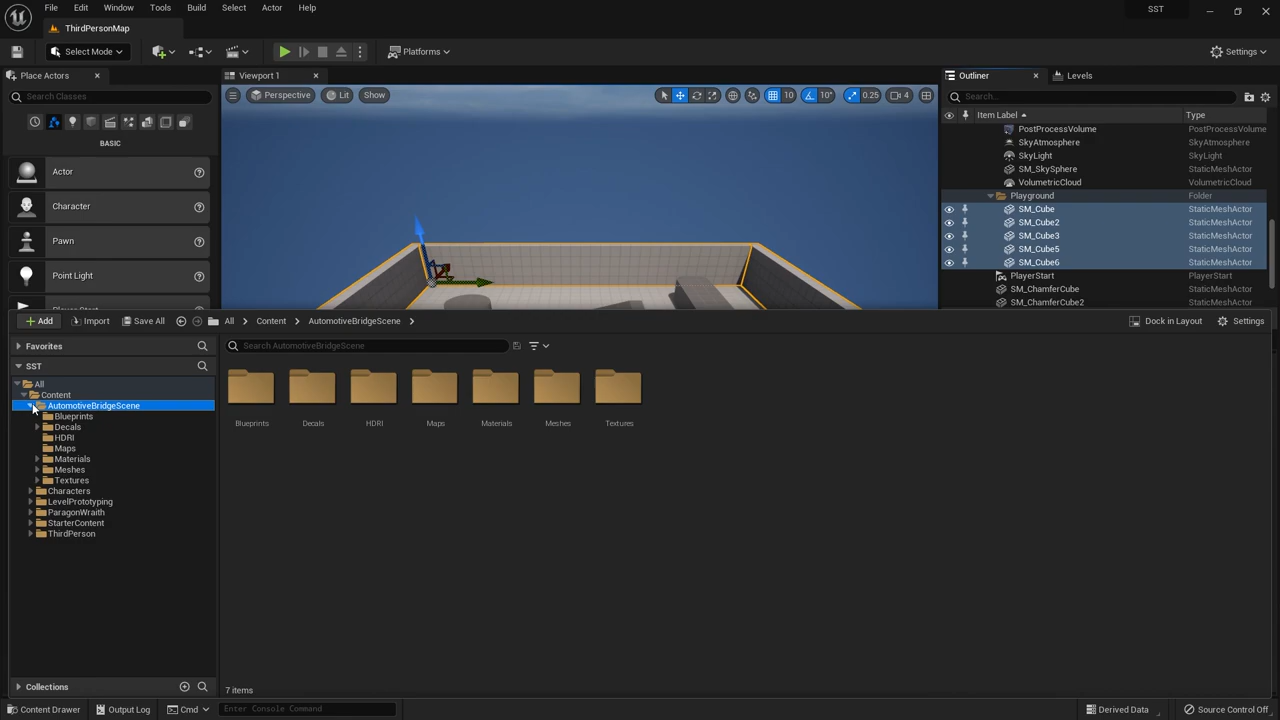 File Edit Window Tools Build Select Actor Help
SST
ThirdPersonMap
Select Mode
Platforms
Settings
Place Actors
Search Classes
BASIC
Actor
Character
Pawn
Point Light
Viewport 1
Perspective
Lit
Show
10
10°
0.25
4
Outliner
Levels
Search...
Item Label
Type
PostProcessVolume PostProcessVolume
SkyAtmosphere SkyAtmosphere
SkyLight SkyLight
SM_SkySphere StaticMeshActor
VolumetricCloud VolumetricCloud
Playground Folder
SM_Cube StaticMeshActor
SM_Cube2 StaticMeshActor
SM_Cube3 StaticMeshActor
SM_Cube5 StaticMeshActor
SM_Cube6 StaticMeshActor
PlayerStart PlayerStart
SM_ChamferCube StaticMeshActor
SM_ChamferCube2 StaticMeshActor
Add
Import
Save All
All
Content
AutomotiveBridgeScene
Dock in Layout
Settings
Favorites
SST
All
Content
AutomotiveBridgeScene
Blueprints
Decals
HDRI
Maps
Materials
Meshes
Textures
Characters
LevelPrototyping
ParagonWraith
StarterContent
ThirdPerson
Collections
Search AutomotiveBridgeScene
Blueprints Decals HDRI Maps Materials Meshes Textures
7 items
Content Drawer
Output Log
Cmd
Enter Console Command
Derived Data
Source Control Off